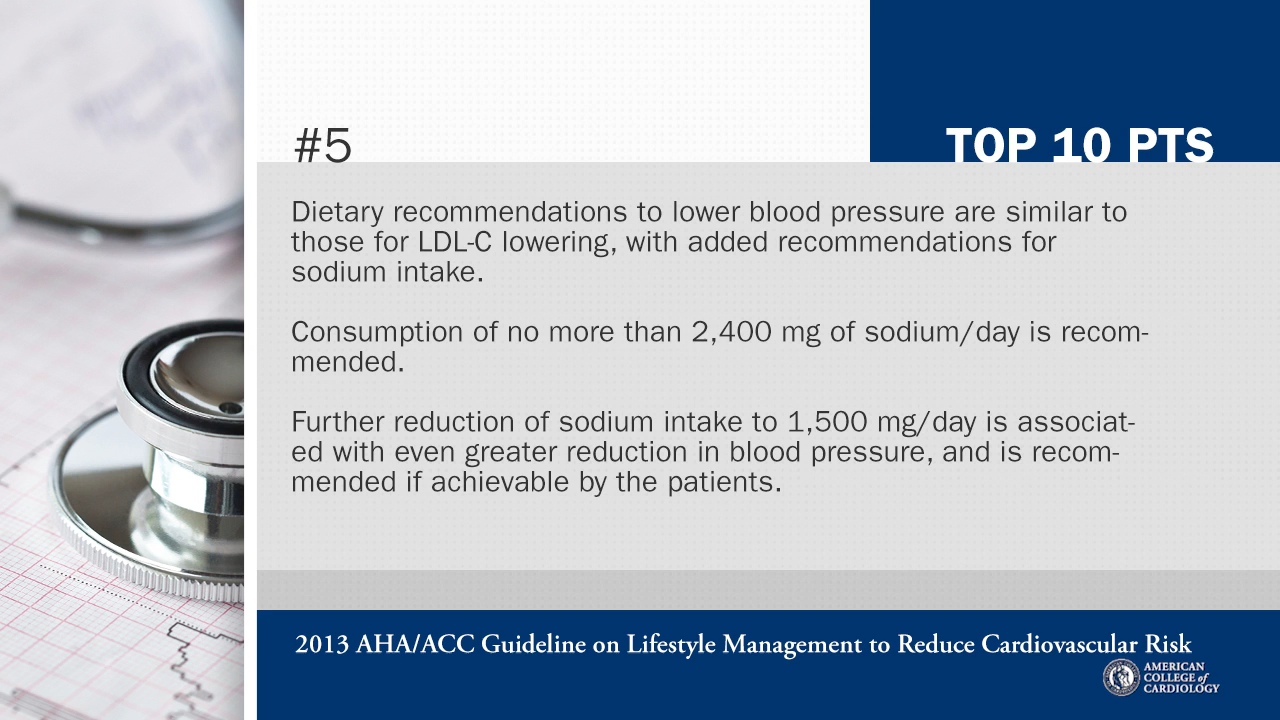 #5
TOP 10 PTS
Dietary recommendations to lower blood pressure are similar to
those for LDL-C lowering, with added recommendations for
sodium intake.
Consumption of no more than 2,400 mg of sodium/day is recom-
mended.
Further reduction of sodium intake to 1,500 mg/day is associat-
ed with even greater reduction in blood pressure, and is recom-
mended if achievable by the patients.
2013 AHA/ACC Guideline on Lifestyle Management to Reduce Cardiovascular Risk
AMERICAN
COLLEGE of
CARDIOLOGY